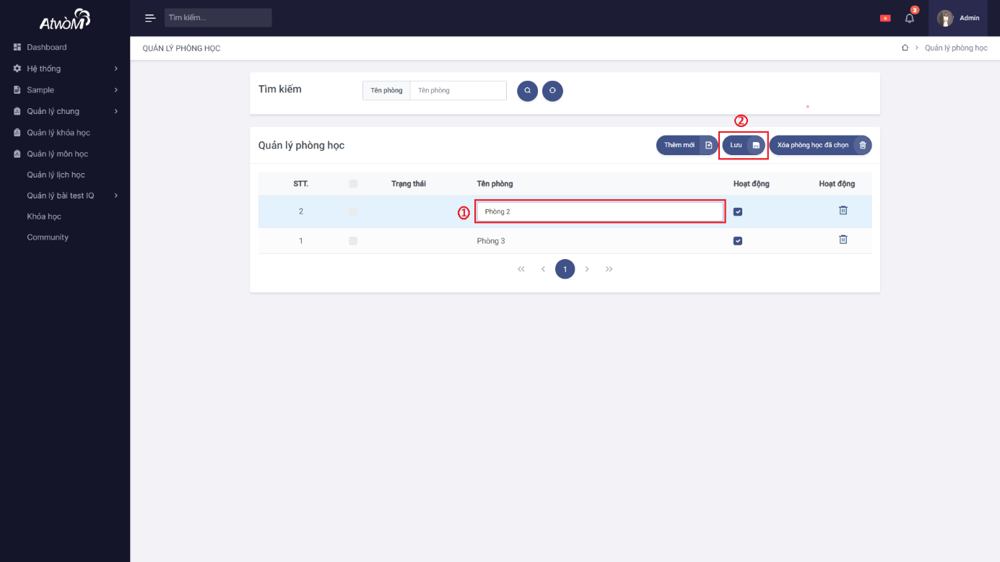 AtwòM
Tìm kiếm...
3
Admin
Dashboard
Hệ thống
Sample
Quản lý chung
Quản lý khóa học
Quản lý môn học
Quản lý lịch học
Quản lý bài test IQ
Khóa học
Community
QUẢN LÝ PHÒNG HỌC
Quản lý phòng học
Tìm kiếm
Tên phòng
Tên phòng
②
Quản lý phòng học
Thêm mới
Lưu
Xóa phòng học đã chọn
STT. Trạng thái Tên phòng Hoạt động Hoạt động
2 ① Phòng 2
1 Phòng 3
1